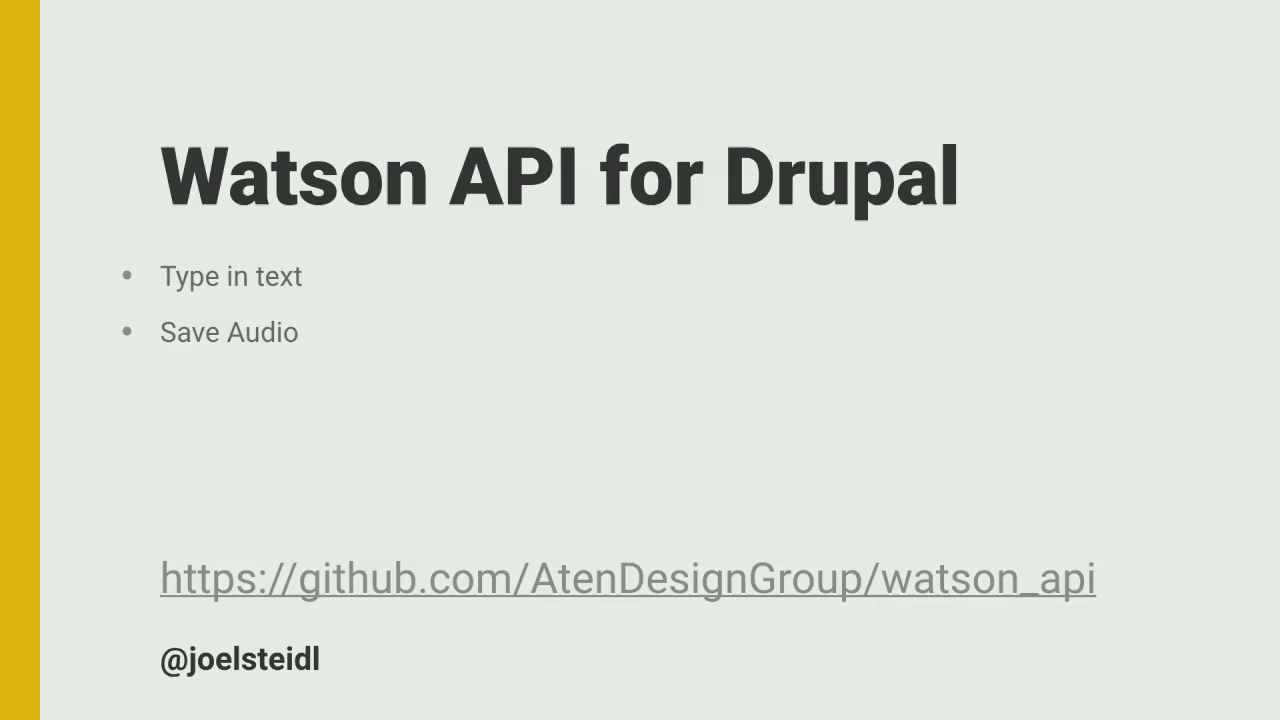 Watson API for Drupal
• Type in text
• Save Audio
https://github.com/AtenDesignGroup/watson_api
@joelsteidl